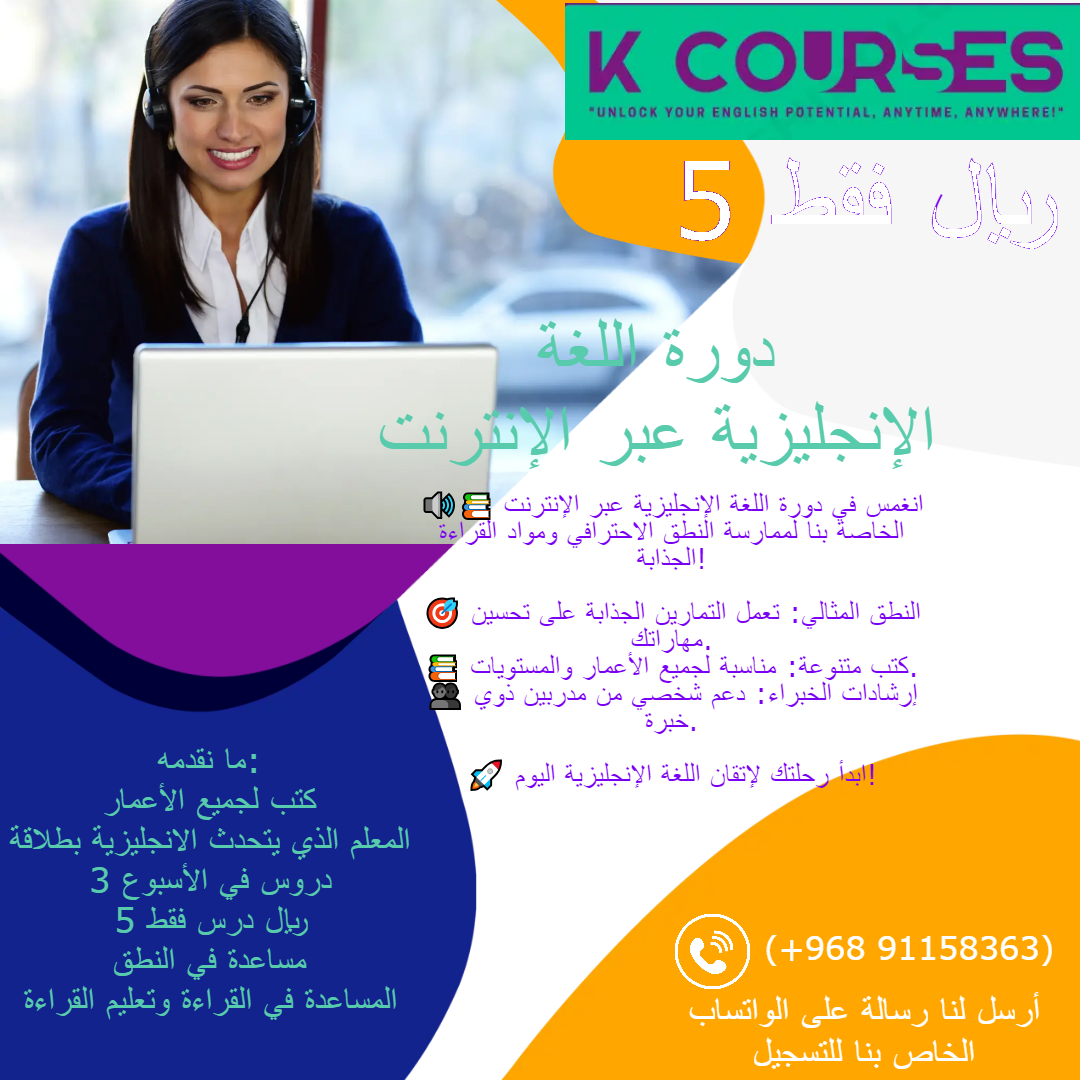 K COURSES
"UNLOCK YOUR ENGLISH POTENTIAL, ANYTIME, ANYWHERE!"
5 ريال فقط
دورة اللغة
الإنجليزية عبر الإنترنت
🔊📚 انغمس في دورة اللغة الإنجليزية عبر الإنترنت
الخاصة بنا لممارسة النطق الاحترافي ومواد القراءة
الجذابة!
🎯 النطق المثالي: تعمل التمارين الجذابة على تحسين
مهاراتك.
📚 كتب متنوعة: مناسبة لجميع الأعمار والمستويات.
👥 إرشادات الخبراء: دعم شخصي من مدربين ذوي
خبرة.
🚀 ابدأ رحلتك لإتقان اللغة الإنجليزية اليوم!
ما نقدمه:
كتب لجميع الأعمار
المعلم الذي يتحدث الانجليزية بطلاقة
3 دروس في الأسبوع
5 ريال درس فقط
مساعدة في النطق
المساعدة في القراءة وتعليم القراءة
(+968 91158363)
أرسل لنا رسالة على الواتساب
الخاص بنا للتسجيل